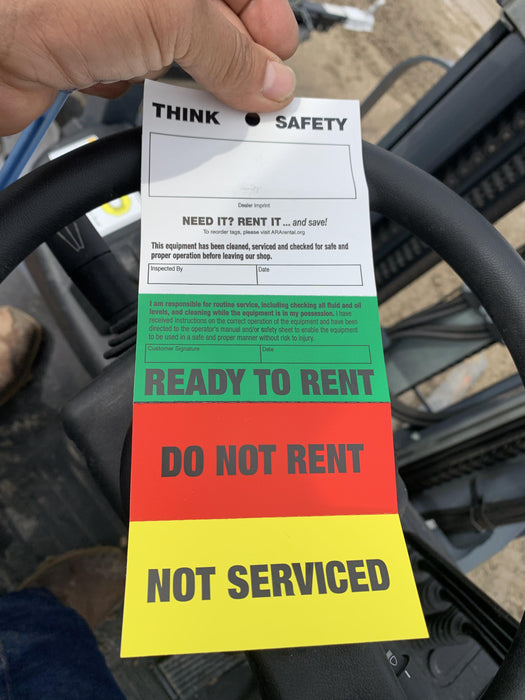 THINK SAFETY
Dealer Imprint
NEED IT? RENT IT ... and save!
To reorder tags, please visit ARArental.org
This equipment has been cleaned, serviced and checked for safe and
proper operation before leaving our shop.
Inspected By Date
I am responsible for routine service, including checking all fluid and oil
levels, and cleaning while the equipment is in my possession. I have
received instructions on the correct operation of the equipment and have been
directed to the operator's manual and/or safety sheet to enable the equipment
to be used in a safe and proper manner without risk to injury.
Customer Signature Date
READY TO RENT
DO NOT RENT
NOT SERVICED